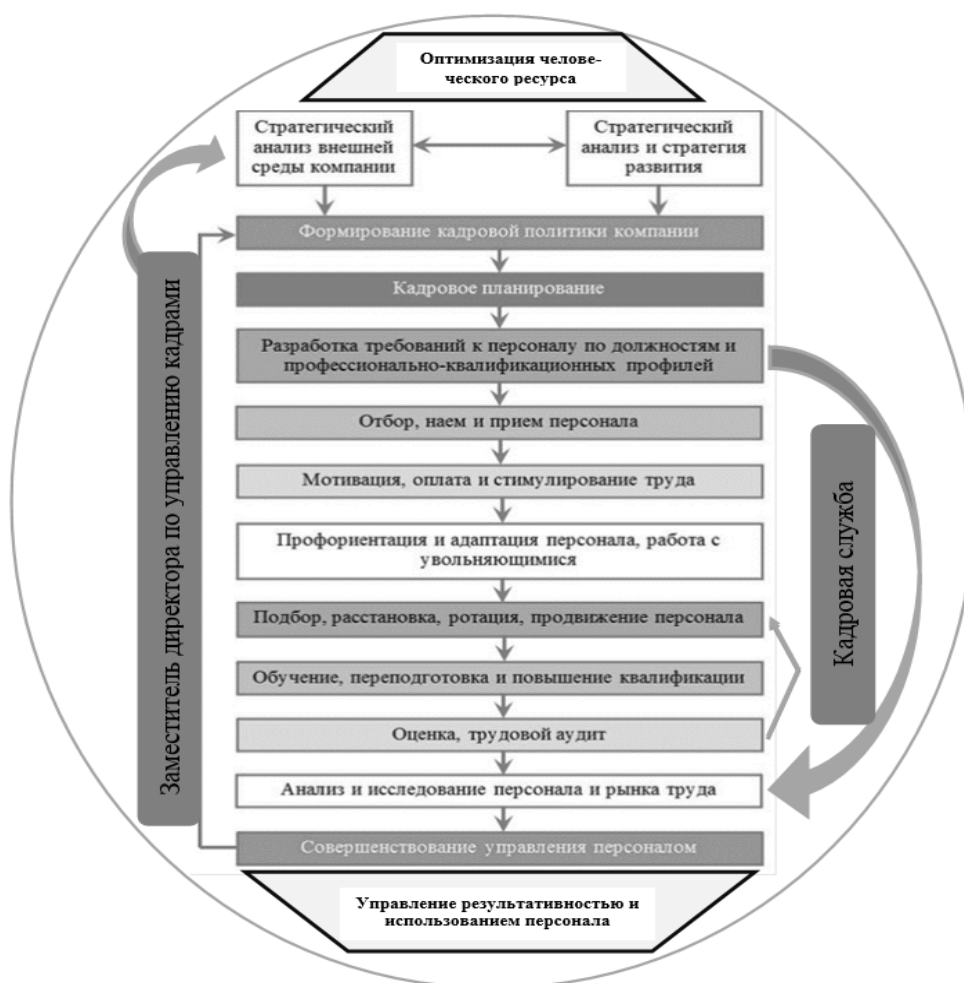 Оптимизация челове-
ческого ресурса
Стратегический
анализ внешней
среды компании
Стратегический
анализ и стратегия
развития
Формирование кадровой политики компании
Кадровое планирование
Разработка требований к персоналу по должностям и
профессионально-квалификационных профилей
Отбор, наем и прием персонала
Мотивация, оплата и стимулирование труда
Профориентация и адаптация персонала, работа с
увольняющимися
Подбор, расстановка, ротация, продвижение персонала
Обучение, переподготовка и повышение квалификации
Оценка, трудовой аудит
Анализ и исследование персонала и рынка труда
Совершенствование управления персоналом
Управление результативностью и
использованием персонала
Заместитель директора по управлению кадрами
Кадровая служба